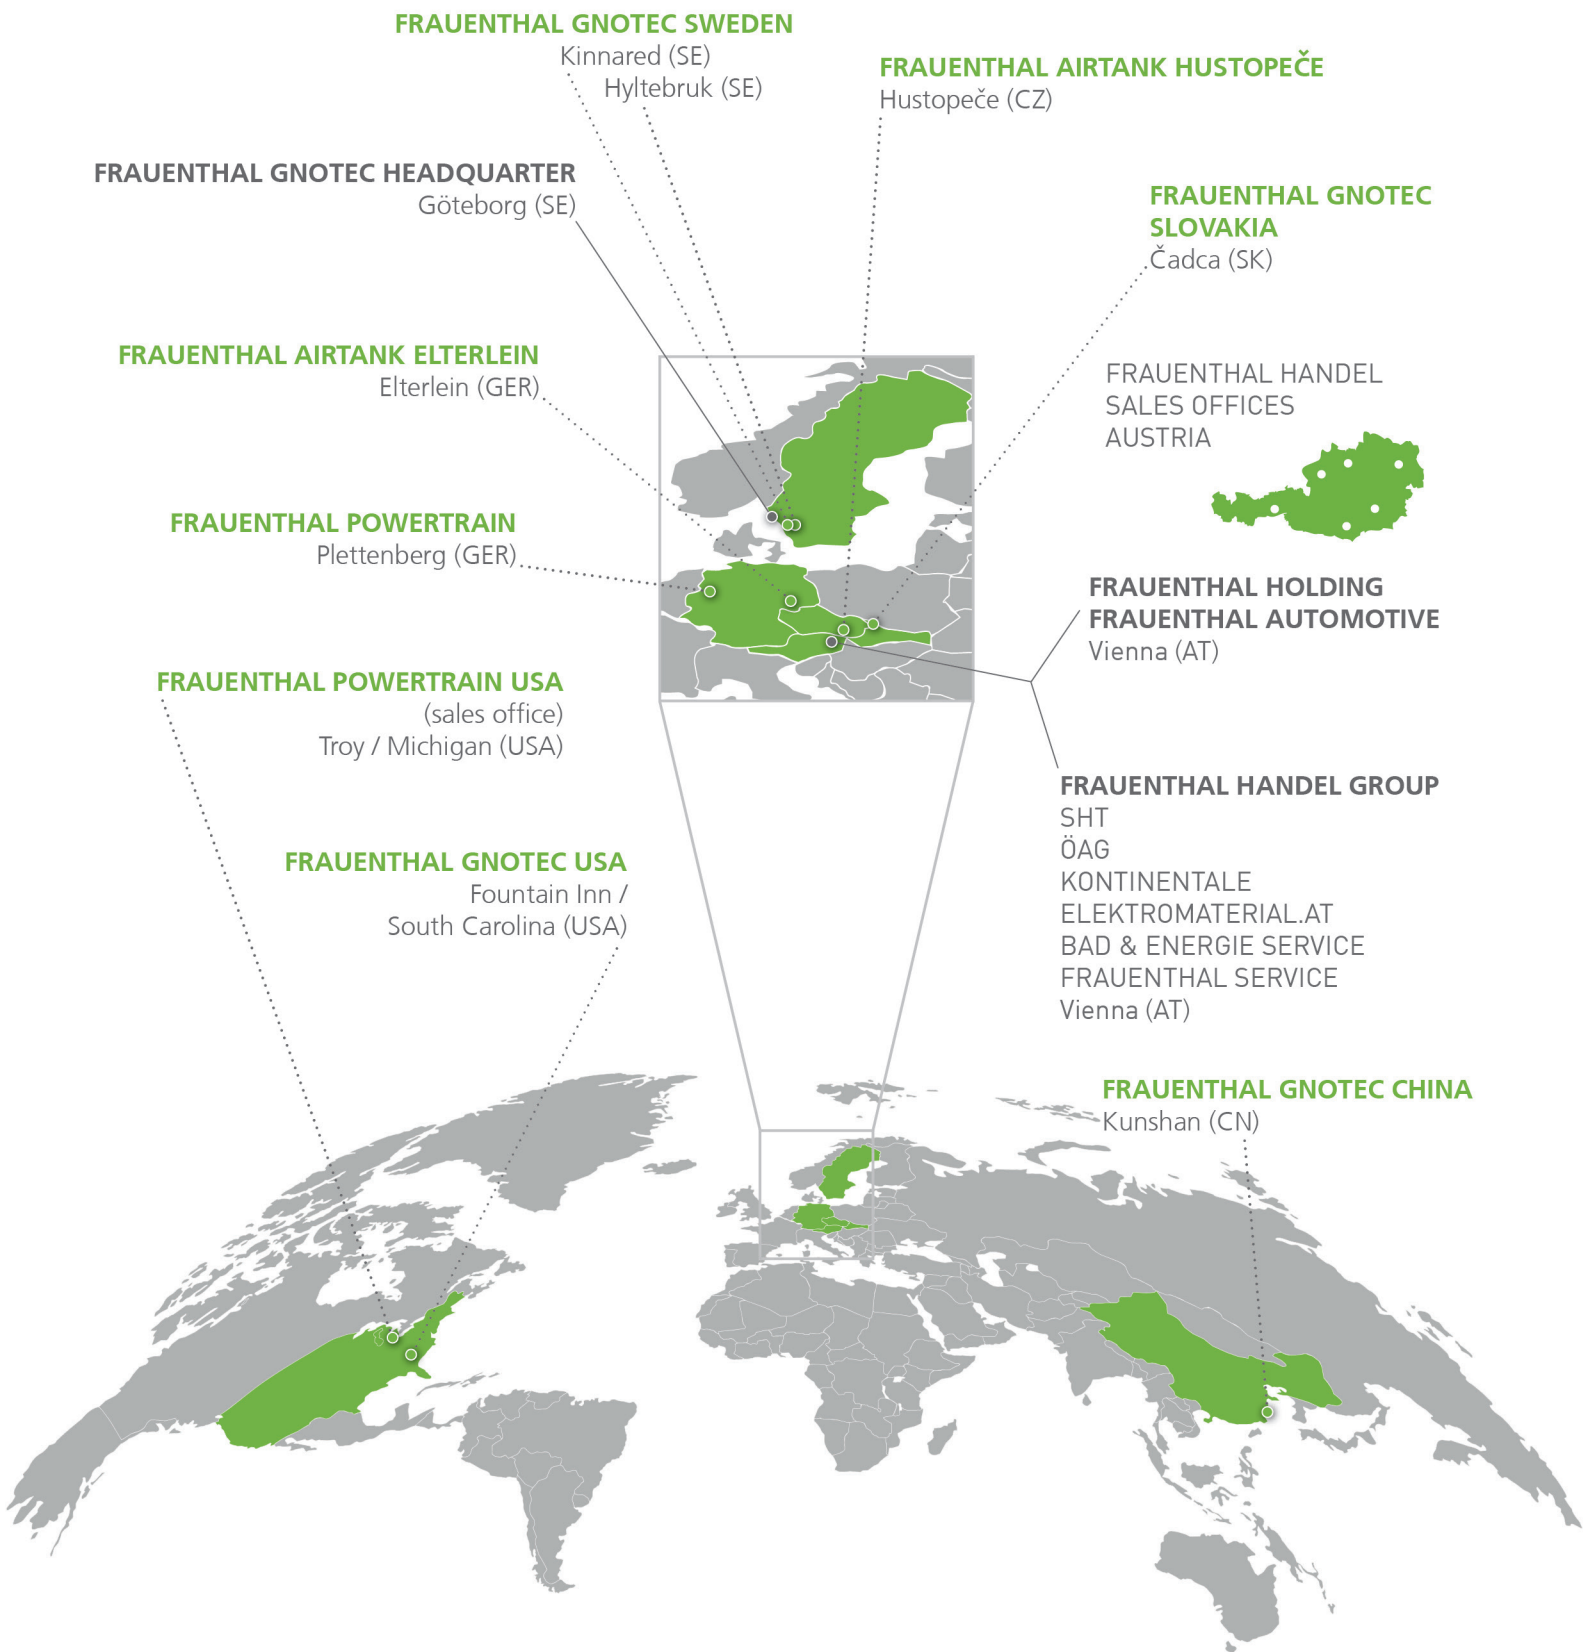 FRAUENTHAL GNOTEC SWEDEN
Kinnared (SE)
Hyltebruk (SE)
FRAUENTHAL AIRTANK HUSTOPEČE
Hustopeče (CZ)
FRAUENTHAL GNOTEC HEADQUARTER
Göteborg (SE)
FRAUENTHAL GNOTEC
SLOVAKIA
Čadca (SK)
FRAUENTHAL AIRTANK ELTERLEIN
Elterlein (GER)
FRAUENTHAL HANDEL
SALES OFFICES
AUSTRIA
FRAUENTHAL POWERTRAIN
Plettenberg (GER)
FRAUENTHAL HOLDING
FRAUENTHAL AUTOMOTIVE
Vienna (AT)
FRAUENTHAL POWERTRAIN USA
(sales office)
Troy / Michigan (USA)
FRAUENTHAL HANDEL GROUP
SHT
ÖAG
KONTINENTALE
ELEKTROMATERIAL.AT
BAD & ENERGIE SERVICE
FRAUENTHAL SERVICE
Vienna (AT)
FRAUENTHAL GNOTEC USA
Fountain Inn /
South Carolina (USA)
FRAUENTHAL GNOTEC CHINA
Kunshan (CN)